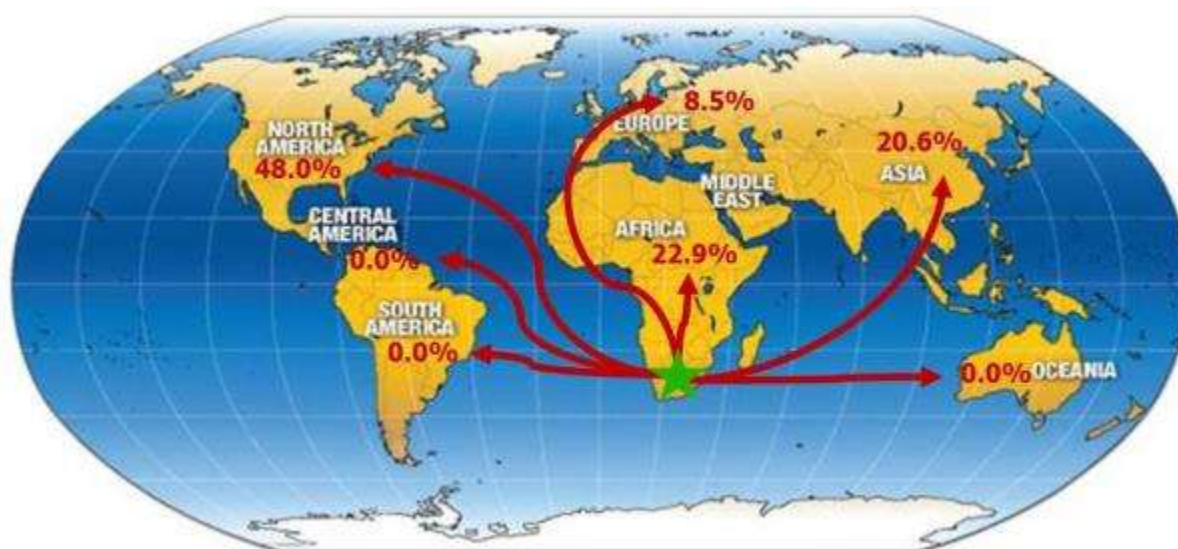 NORTH
AMERICA
48.0%
CENTRAL
AMERICA
0.0%
SOUTH
AMERICA
0.0%
8.5%
EUROPE
MIDDLE
EAST
AFRICA
22.9%
20.6%
ASIA
0.0% OCEANIA